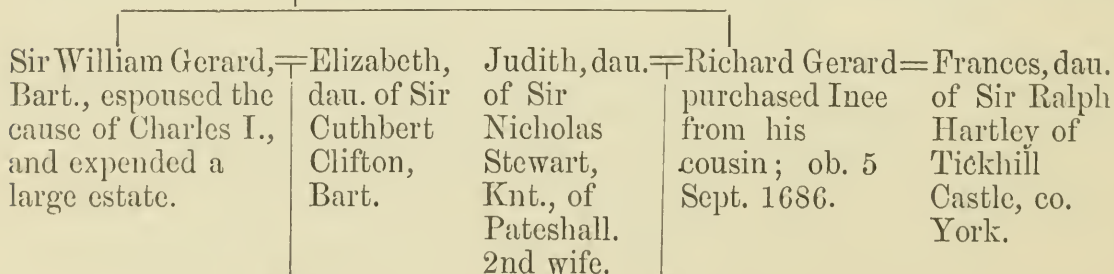 Sir William Gerard,
Bart., espoused the
cause of Charles I.,
and expended a
large estate.
Elizabeth,
dau. of Sir
Cuthbert
Clifton,
Bart.
Judith, dau.
of Sir
Nicholas
Stewart,
Knt., of
Pateshall.
2nd wife.
Richard Gerard
purchased Ince
from his
cousin; ob. 5
Sept. 1686.
Frances, dau.
of Sir Ralph
Hartley of
Tickhill
Castle, co.
York.